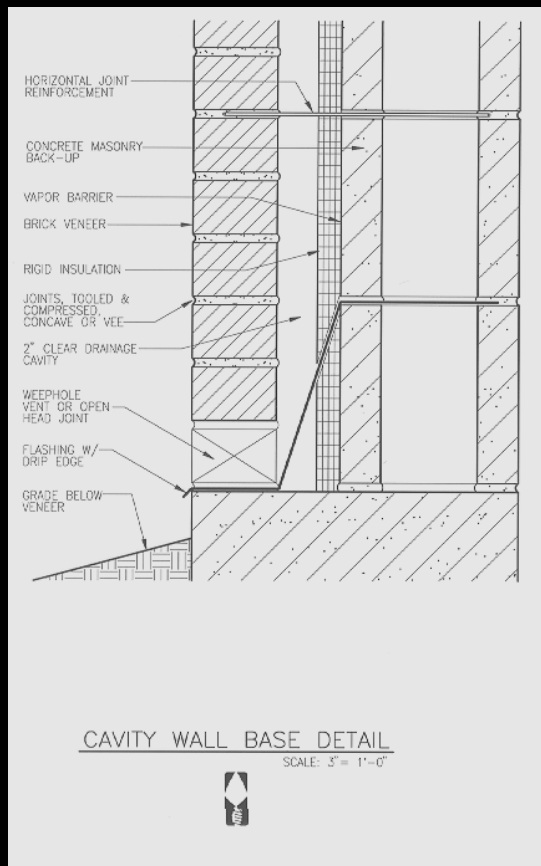 HORIZONTAL JOINT
REINFORCEMENT
CONCRETE MASONRY
BACK-UP
VAPOR BARRIER
BRICK VENEER
RIGID INSULATION
JOINTS, TOOLED &
COMPRESSED,
CONCAVE OR VEE
2" CLEAR DRAINAGE
CAVITY
WEEPHOLE
VENT OR OPEN
HEAD JOINT
FLASHING W/
DRIP EDGE
GRADE BELOW
VENEER
CAVITY WALL BASE DETAIL
SCALE: 3" = 1'-0"